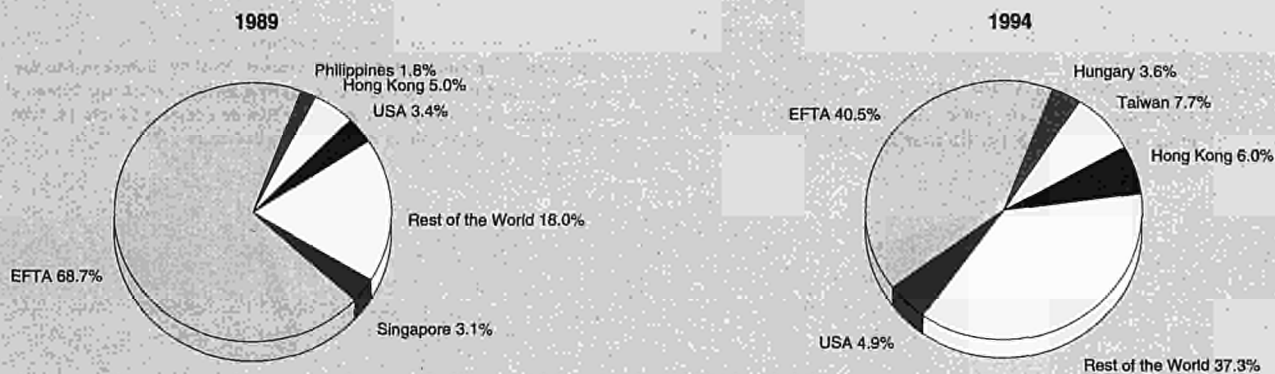 1989
Philippines 1.8%
Hong Kong 5.0%
USA 3.4%
Rest of the World 18.0%
EFTA 68.7%
Singapore 3.1%
1994
Hungary 3.6%
Taiwan 7.7%
EFTA 40.5%
Hong Kong 6.0%
USA 4.9%
Rest of the World 37.3%